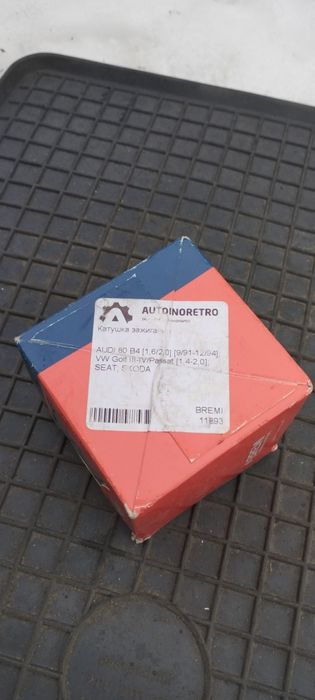 AUTOINORETRO
Катушка зажига
AUDI 80 B4 [1.6/2.0] [9/91-12/94];
VW Golf III-IV/Passat [1.4-2.0];
SEAT; SKODA
BREMI
11893